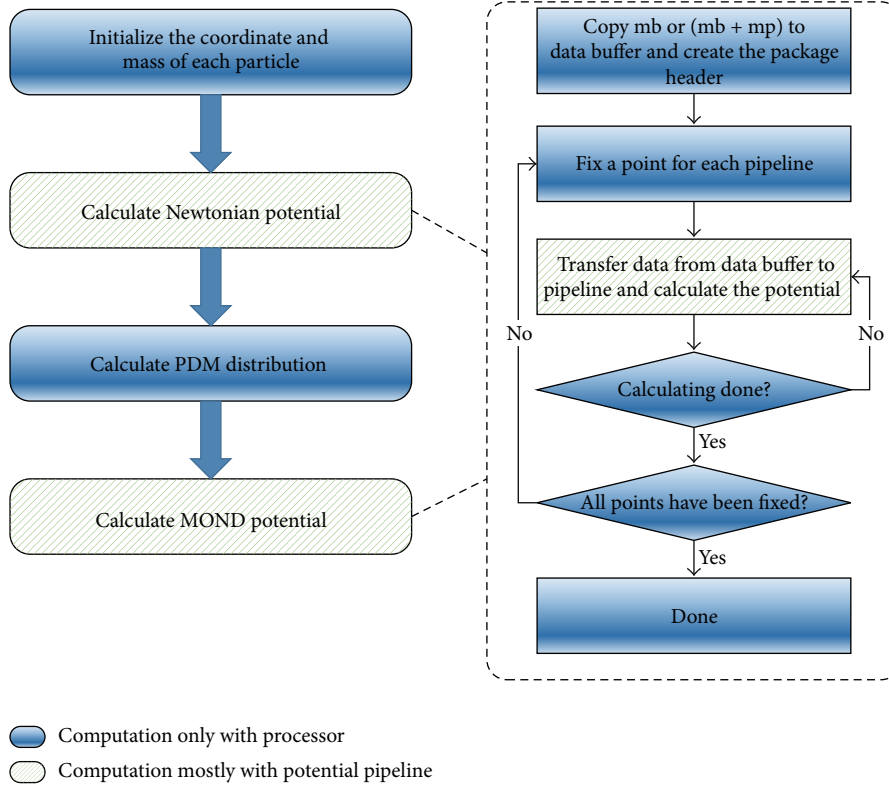 Initialize the coordinate and
mass of each particle
Calculate Newtonian potential
Calculate PDM distribution
Calculate MOND potential
Copy mb or (mb + mp) to
data buffer and create the package
header
Fix a point for each pipeline
Transfer data from data buffer to
pipeline and calculate the potential
No
No
Calculating done?
Yes
All points have been fixed?
Yes
Done
Computation only with processor
Computation mostly with potential pipeline